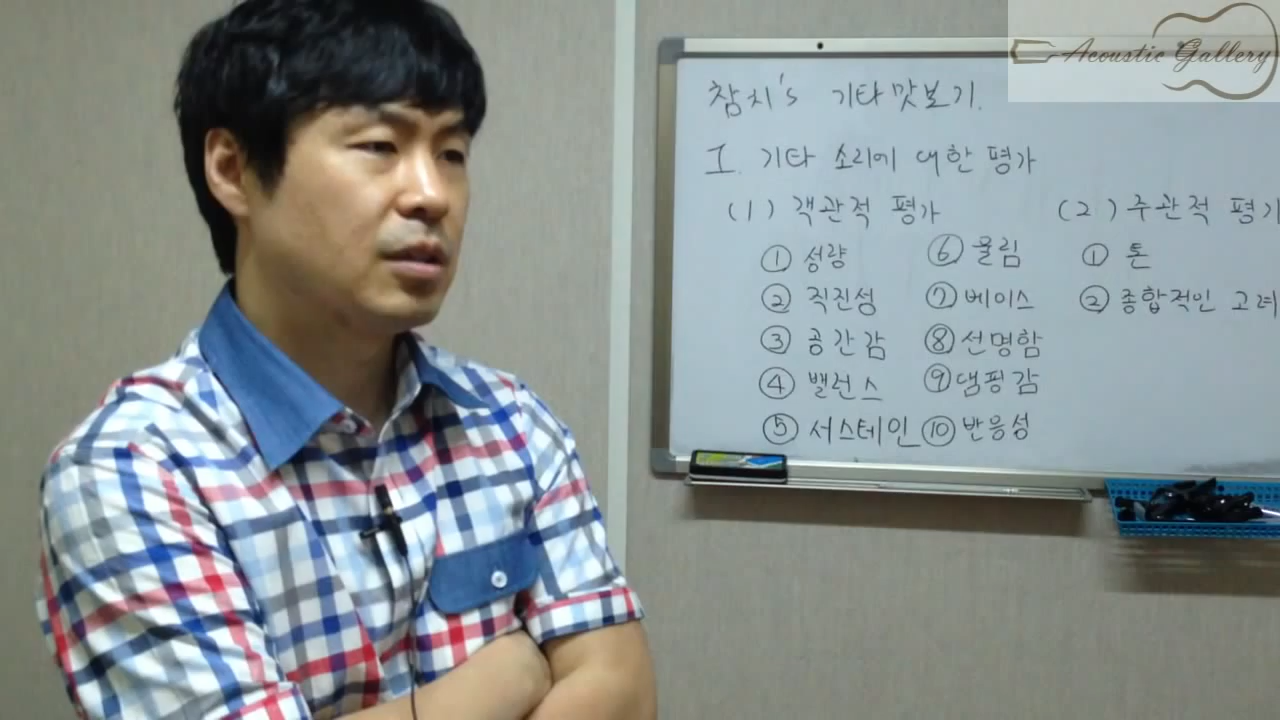 Acoustic Gallery
참치's 기타맛보기.
I. 기타 소리에 대한 평가
(1) 객관적 평가
① 성량
② 직진성
③ 공간감
④ 밸런스
⑤ 서스테인
⑥ 울림
⑦ 베이스
⑧ 선명함
⑨ 댐핑감
⑩ 반응성
(2) 주관적 평가
① 톤
② 종합적인 고려